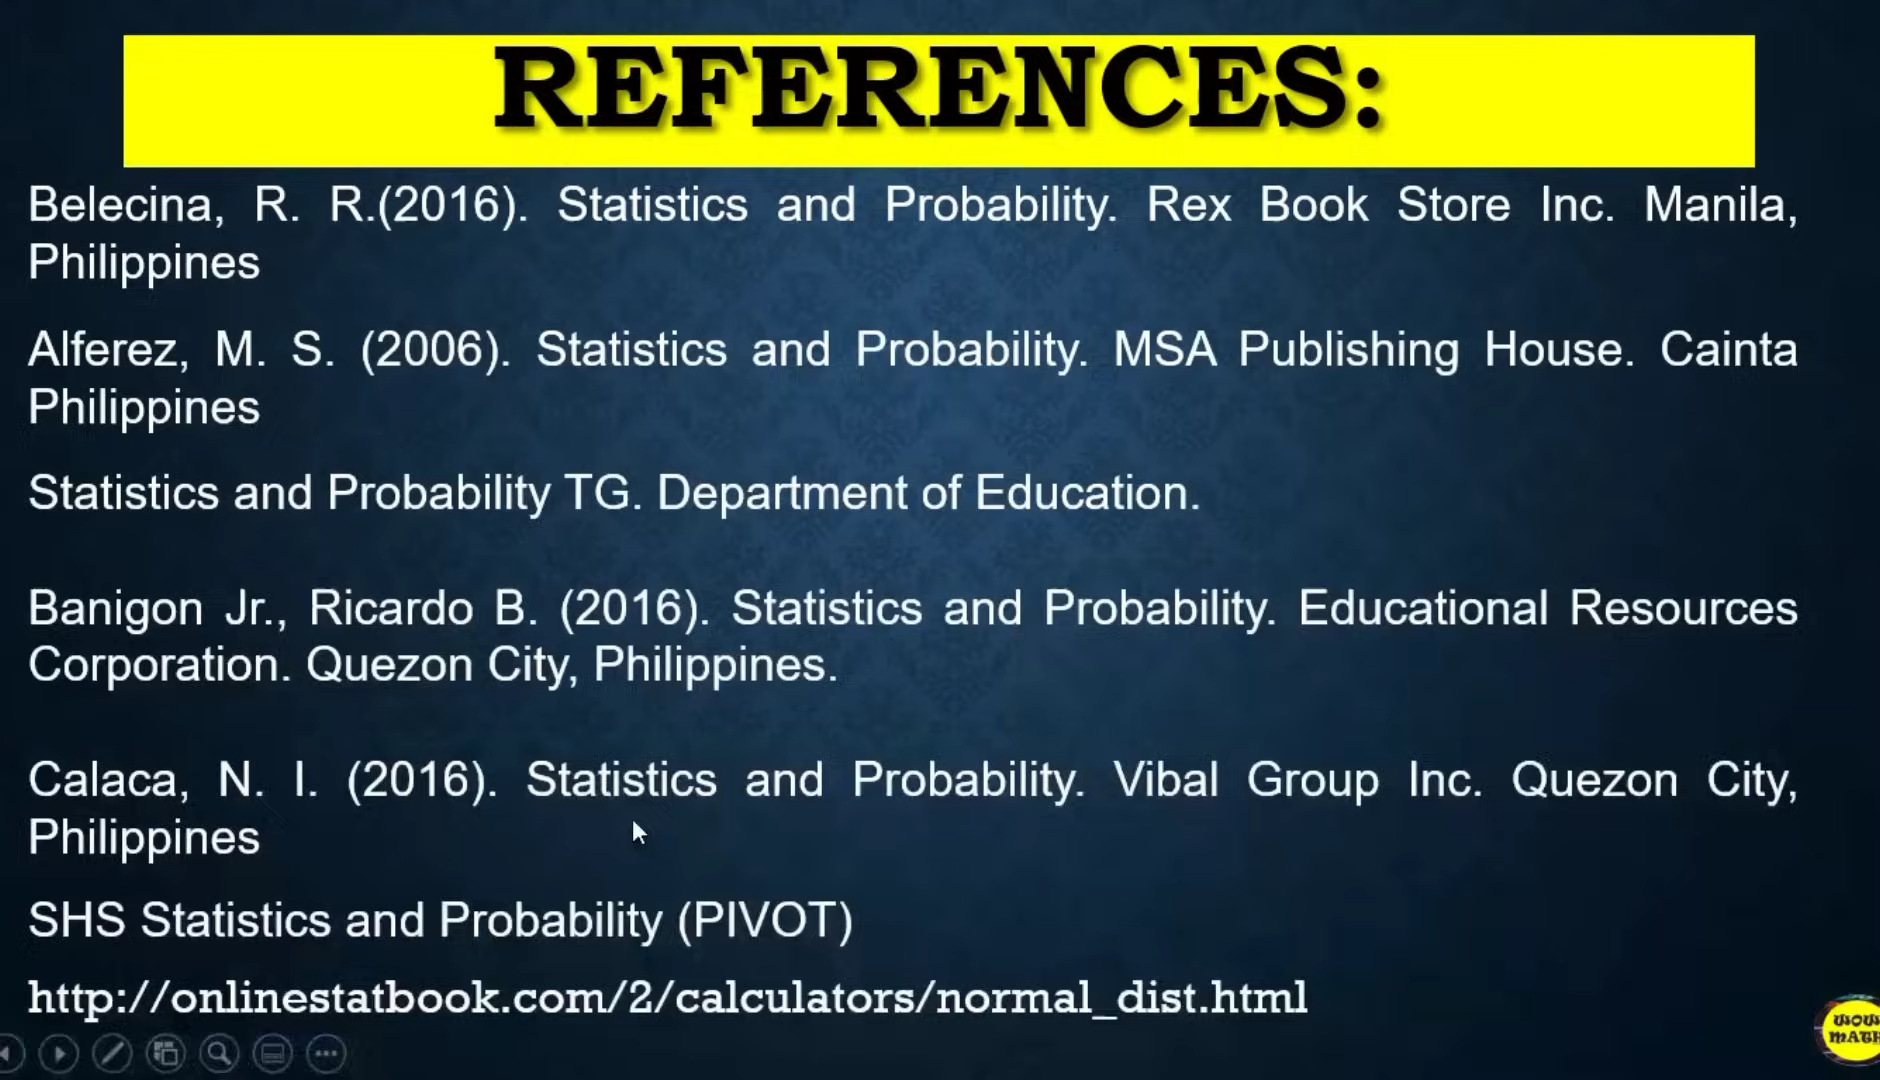 REFERENCES:
Belecina, R. R.(2016). Statistics and Probability. Rex Book Store Inc. Manila,
Philippines
Alferez, M. S. (2006). Statistics and Probability. MSA Publishing House. Cainta
Philippines
Statistics and Probability TG. Department of Education.
Banigon Jr., Ricardo B. (2016). Statistics and Probability. Educational Resources
Corporation. Quezon City, Philippines.
Calaca, N. I. (2016). Statistics and Probability. Vibal Group Inc. Quezon City,
Philippines
SHS Statistics and Probability (PIVOT)
http://onlinestatbook.com/2/calculators/normal_dist.html
WOW
MATH